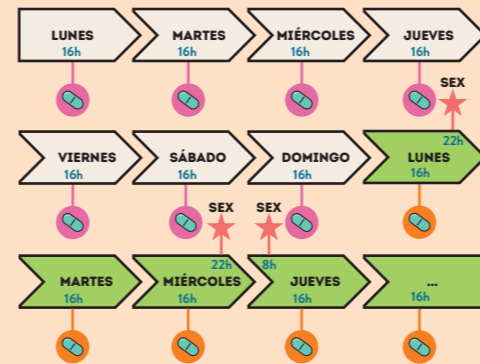 LUNES
16h
MARTES
16h
MIÉRCOLES
16h
JUEVES
16h
SEX
22h
VIERNES
16h
SÁBADO
16h
DOMINGO
16h
LUNES
16h
SEX
22h
SEX
8h
MARTES
16h
MIÉRCOLES
16h
JUEVES
16h
...
16h